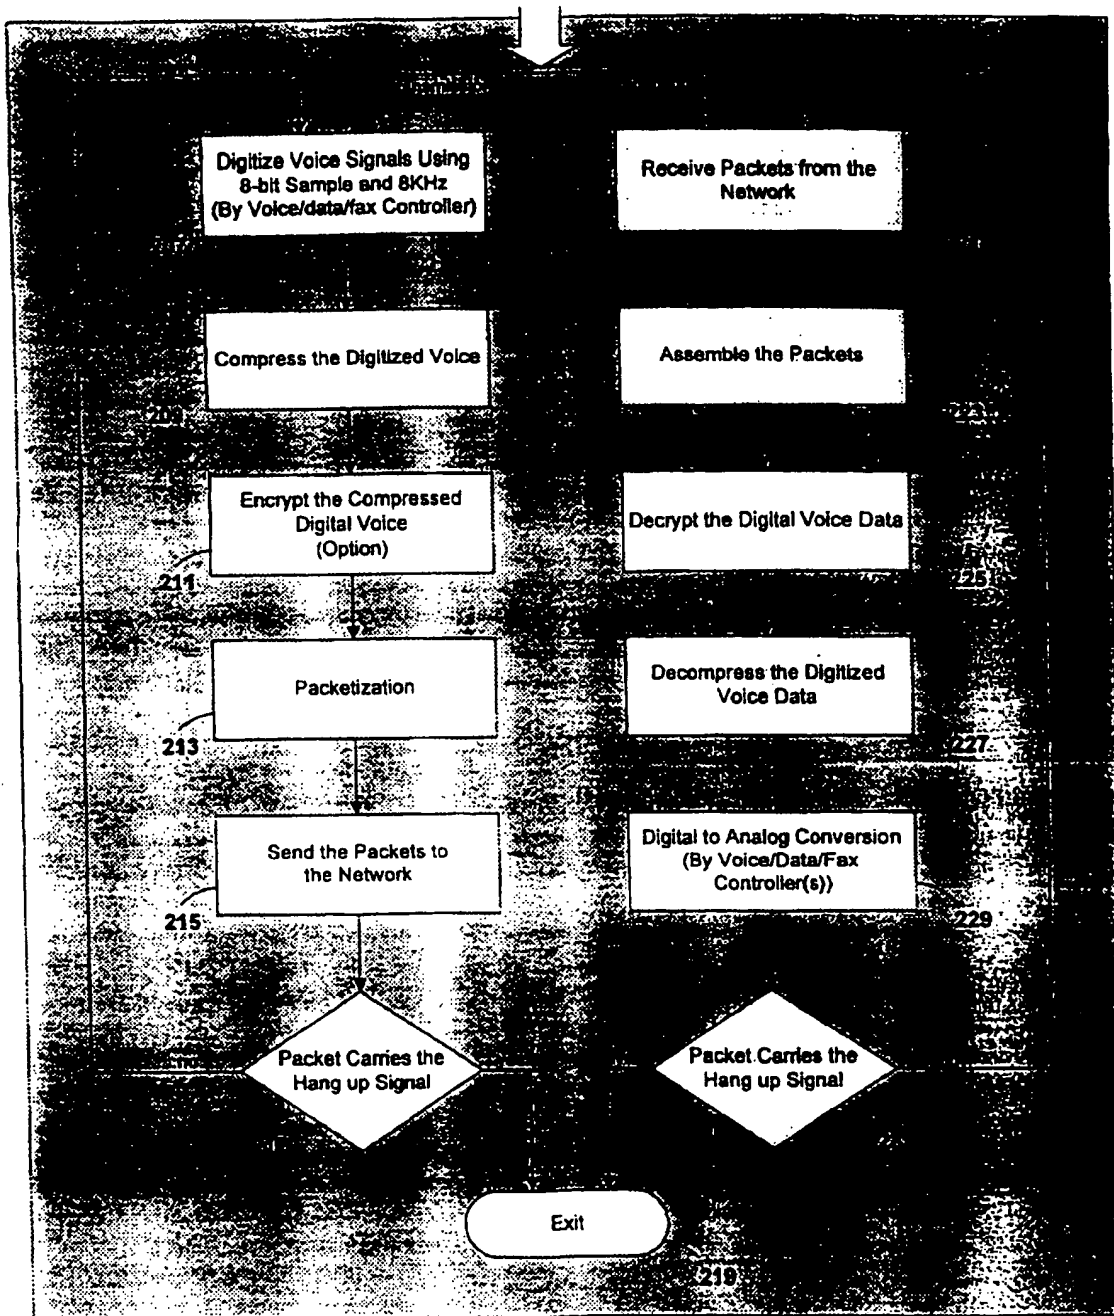 Digitize Voice Signals Using
8-bit Sample and 8KHz
(By Voice/data/fax Controller)
Receive Packets from the
Network
Compress the Digitized Voice
Assemble the Packets
209
Encrypt the Compressed
Digital Voice
(Option)
211
Decrypt the Digital Voice Data
225
Packetization
213
Decompress the Digitized
Voice Data
227
Send the Packets to
the Network
215
Digital to Analog Conversion
(By Voice/Data/Fax
Controller(s))
229
Packet Carries the
Hang up Signal
Packet Carries the
Hang up Signal
Exit
219